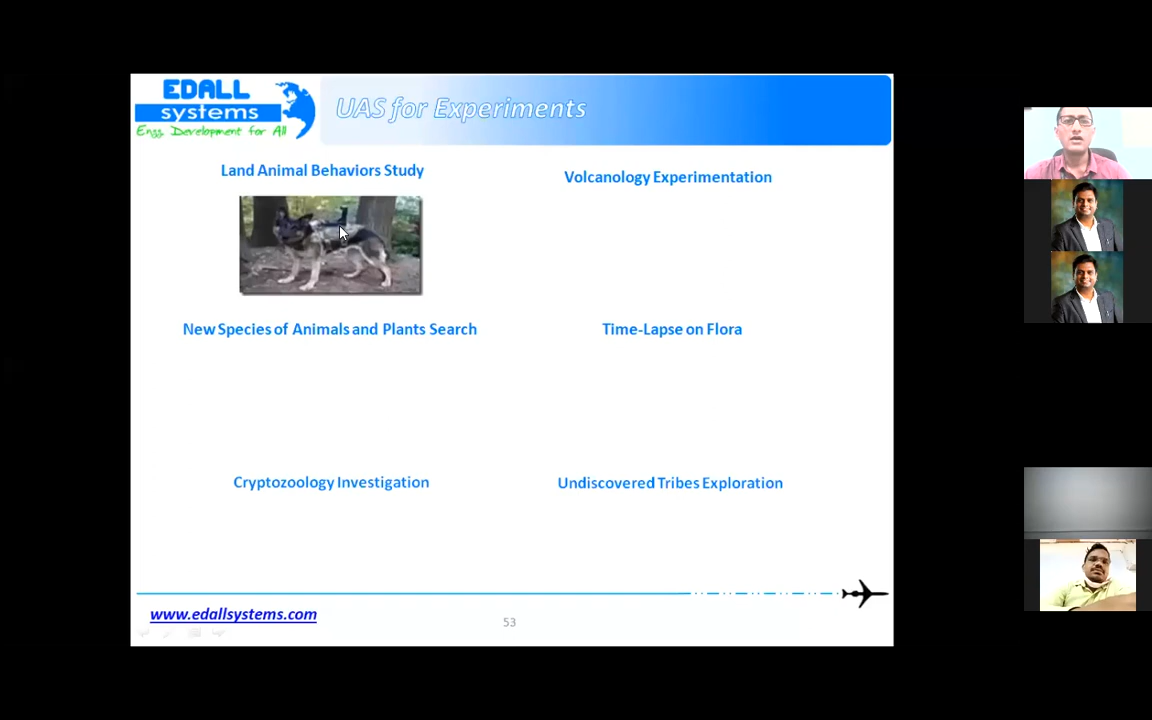 EDALL
systems
Engg. Development for All
UAS for Experiments
Land Animal Behaviors Study
Volcanology Experimentation
New Species of Animals and Plants Search
Time-Lapse on Flora
Cryptozoology Investigation
Undiscovered Tribes Exploration
www.edallsystems.com
53